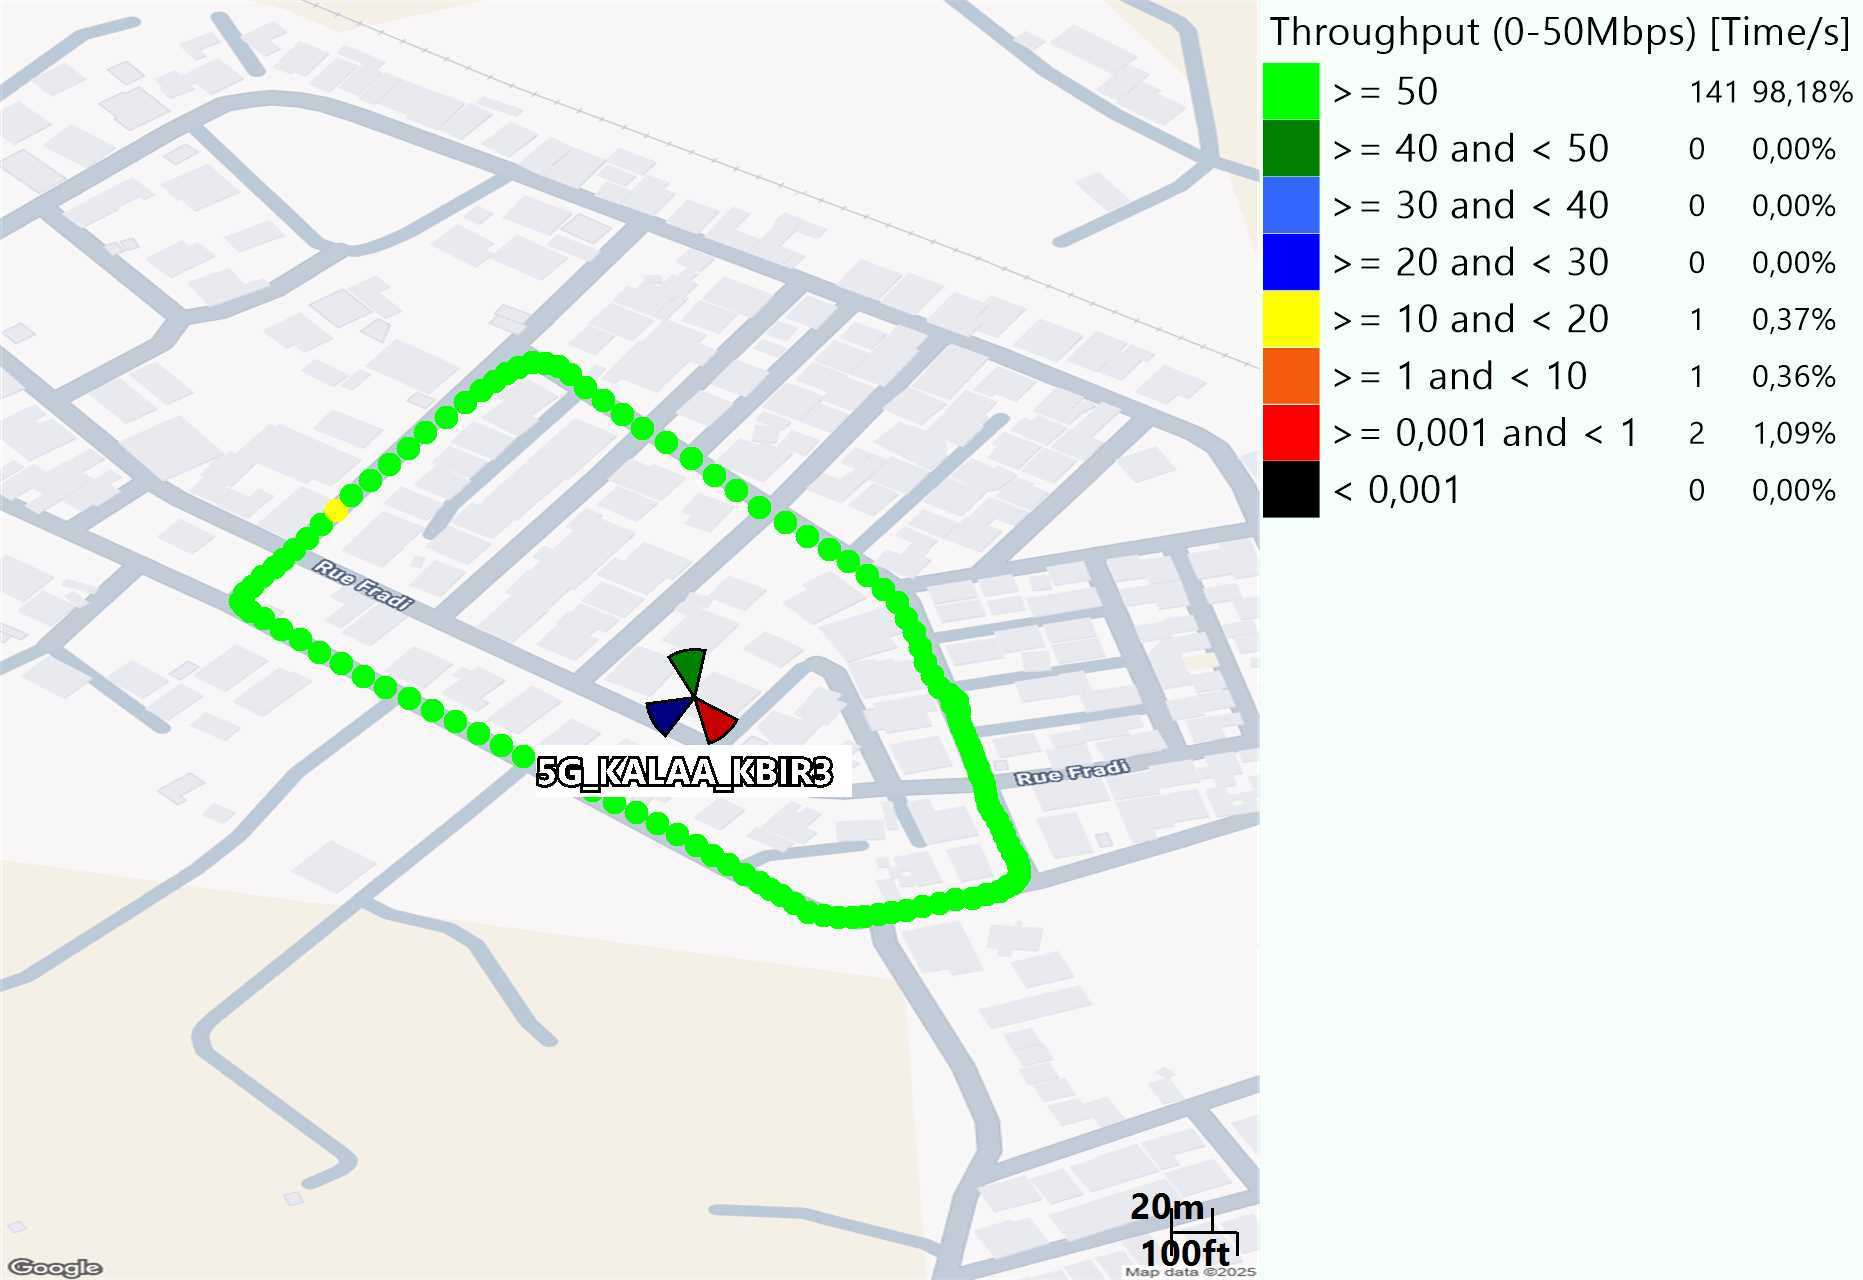 Throughput (0-50Mbps) [Time/s]
>= 50 141 98,18%
>= 40 and < 50 0 0,00%
>= 30 and < 40 0 0,00%
>= 20 and < 30 0 0,00%
>= 10 and < 20 1 0,37%
>= 1 and < 10 1 0,36%
>= 0,001 and < 1 2 1,09%
< 0,001 0 0,00%
Rue Fradi
5G_KALAA_KBIR3
Rue Fradi
20m
100ft
Google
Map data ©2025